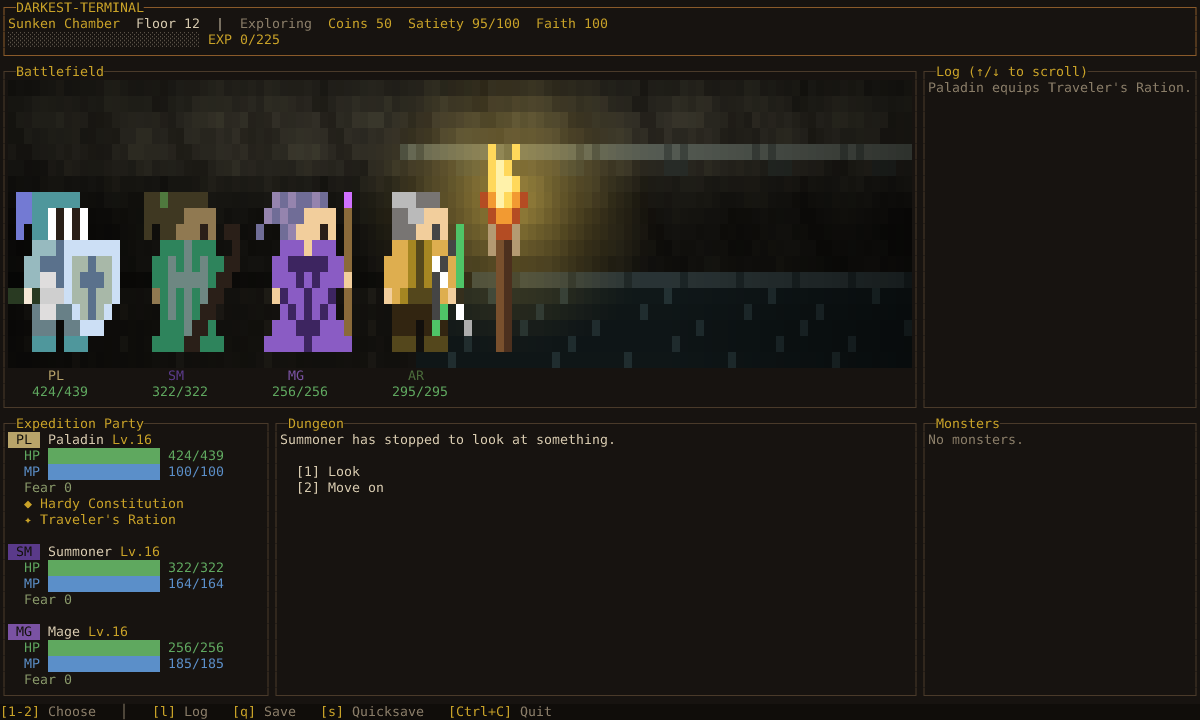 DARKEST-TERMINAL
Sunken Chamber  Floor 12  |  Exploring  Coins 50  Satiety 95/100  Faith 100
EXP 0/225
Battlefield
Log (↑/↓ to scroll)
Paladin equips Traveler's Ration.
PL SM MG AR
424/439 322/322 256/256 295/295
Expedition Party
PL Paladin Lv.16
HP 424/439
MP 100/100
Fear 0
◆ Hardy Constitution
✦ Traveler's Ration
SM Summoner Lv.16
HP 322/322
MP 164/164
Fear 0
MG Mage Lv.16
HP 256/256
MP 185/185
Fear 0
Dungeon
Summoner has stopped to look at something.
[1] Look
[2] Move on
Monsters
No monsters.
[1-2] Choose │ [l] Log [q] Save [s] Quicksave [Ctrl+C] Quit